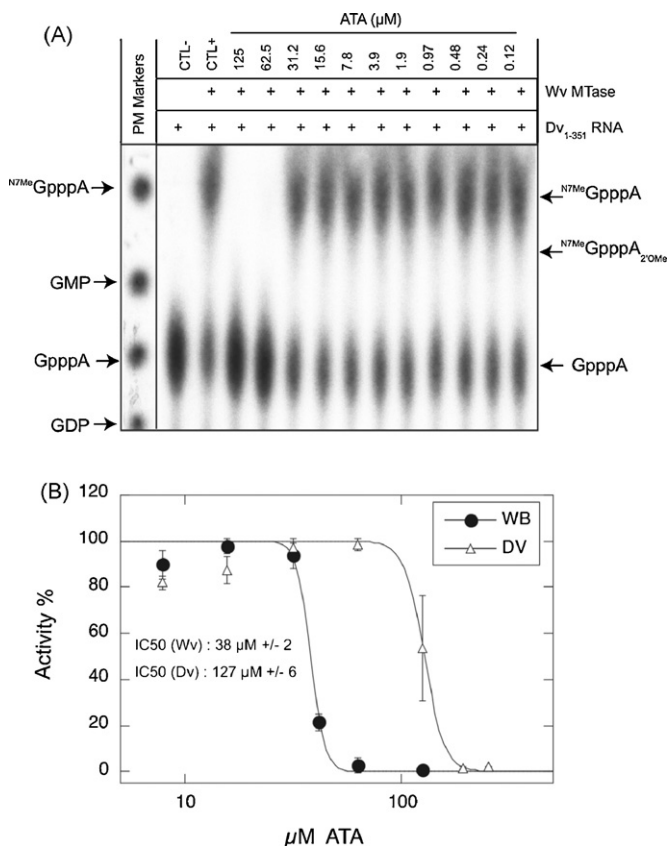 (A)
ATA (µM)
PM Markers CTL- CTL+ 125 62.5 31.2 15.6 7.8 3.9 1.9 0.97 0.48 0.24 0.12
+ + + + + + + + + + + + Wv MTase
+ + + + + + + + + + + + + Dv1-351 RNA
N7MeGpppA
N7MeGpppA
N7MeGpppA2'OMe
GMP
GpppA
GpppA
GDP
(B)
120
100
80
60
40
20
0
Activity %
WB
DV
IC50 (Wv) : 38 µM +/- 2
IC50 (Dv) : 127 µM +/- 6
10 100
µM ATA